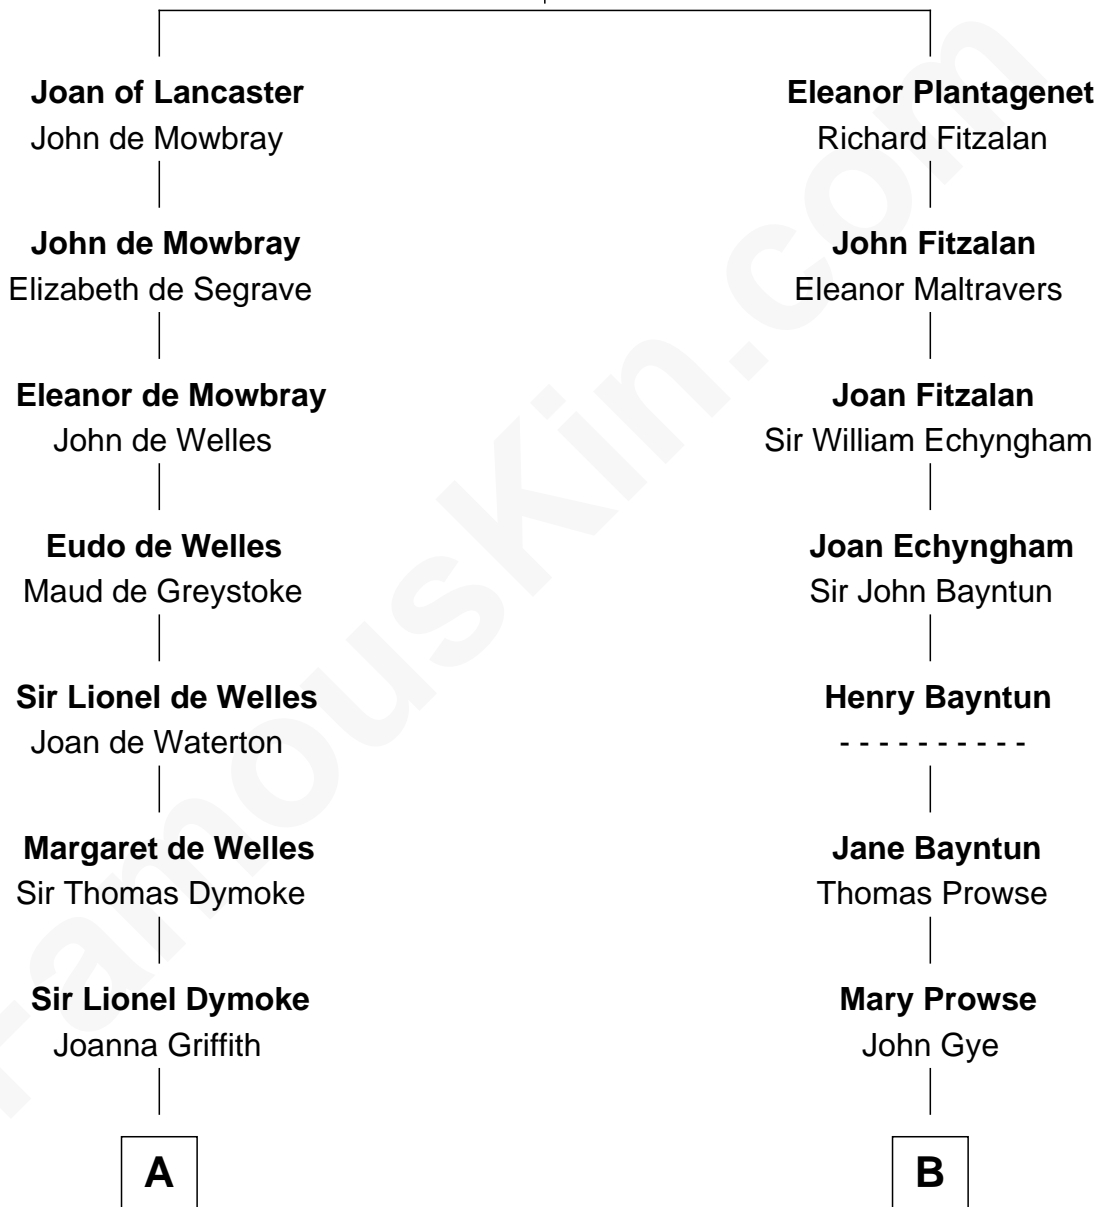 Joan of Lancaster
John de Mowbray
John de Mowbray
Elizabeth de Segrave
Eleanor de Mowbray
John de Welles
Eudo de Welles
Maud de Greystoke
Sir Lionel de Welles
Joan de Waterton
Margaret de Welles
Sir Thomas Dymoke
Sir Lionel Dymoke
Joanna Griffith
A
Eleanor Plantagenet
Richard Fitzalan
John Fitzalan
Eleanor Maltravers
Joan Fitzalan
Sir William Echyngham
Joan Echyngham
Sir John Bayntun
Henry Bayntun
- - - - - - - - - -
Jane Bayntun
Thomas Prowse
Mary Prowse
John Gye
B
FamousKin.com